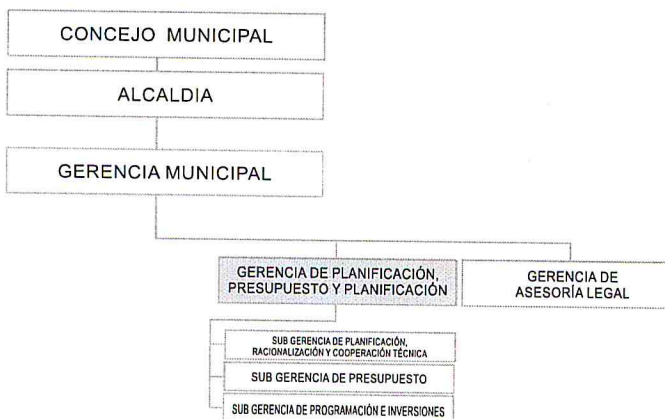 CONCEJO MUNICIPAL
ALCALDIA
GERENCIA MUNICIPAL
GERENCIA DE PLANIFICACIÓN,
PRESUPUESTO Y PLANIFICACIÓN
GERENCIA DE
ASESORÍA LEGAL
SUB GERENCIA DE PLANIFICACIÓN,
RACIONALIZACIÓN Y COOPERACIÓN TÉCNICA
SUB GERENCIA DE PRESUPUESTO
SUB GERENCIA DE PROGRAMACIÓN E INVERSIONES